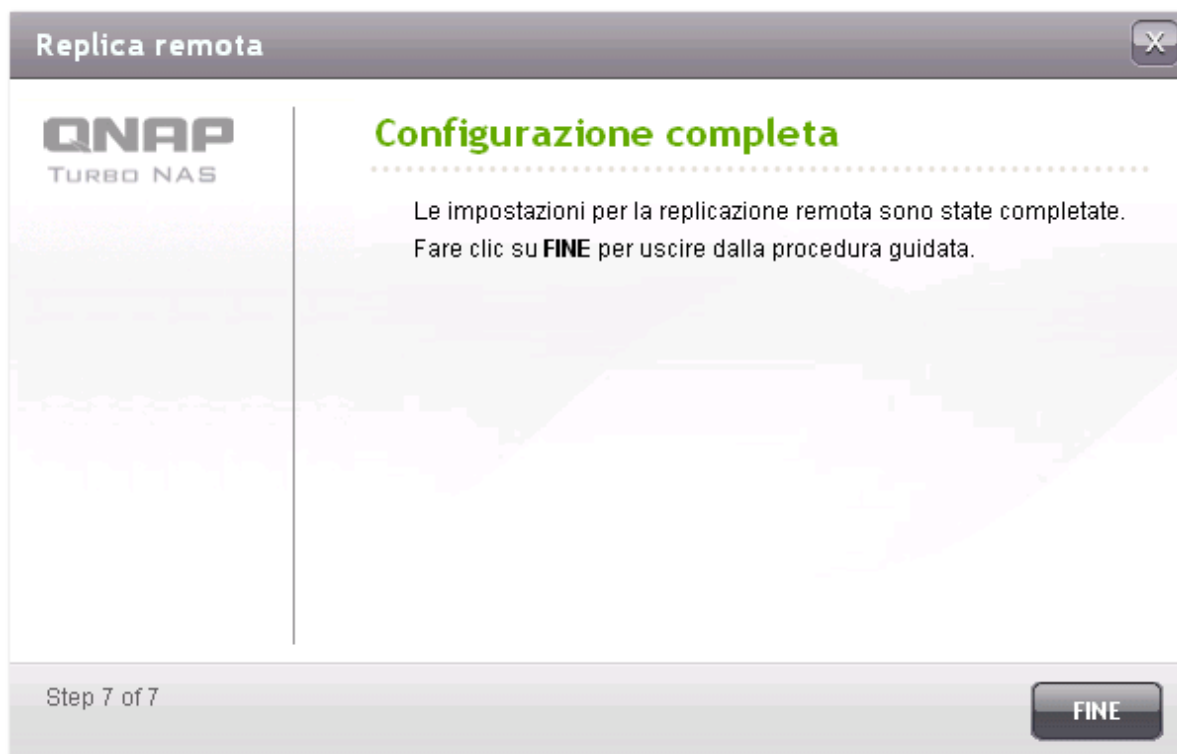 Replica remota
X
QNAP
TURBO NAS
Configurazione completa
Le impostazioni per la replicazione remota sono state completate.
Fare clic su FINE per uscire dalla procedura guidata.
Step 7 of 7
FINE